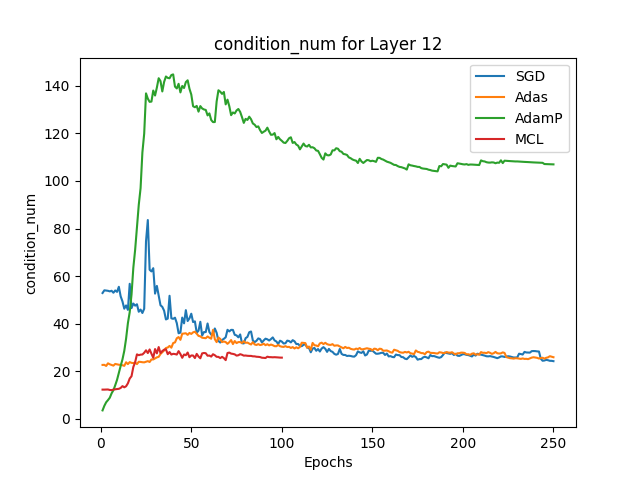 condition_num for Layer 12
condition_num
140
120
100
80
60
40
20
0
0 50 100 150 200 250
Epochs
SGD
Adas
AdamP
MCL